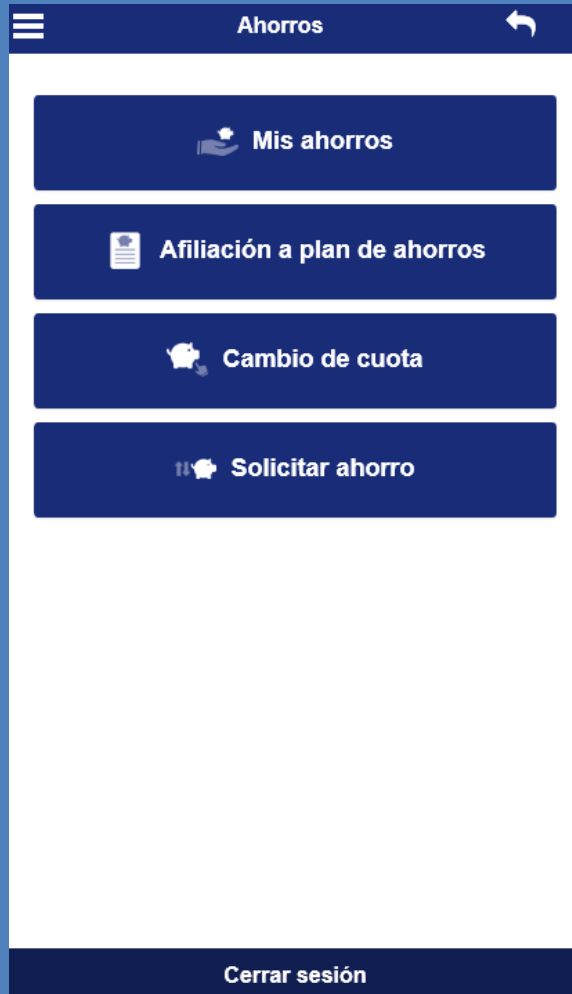 Ahorros
Mis ahorros
Afiliación a plan de ahorros
Cambio de cuota
Solicitar ahorro
Cerrar sesión